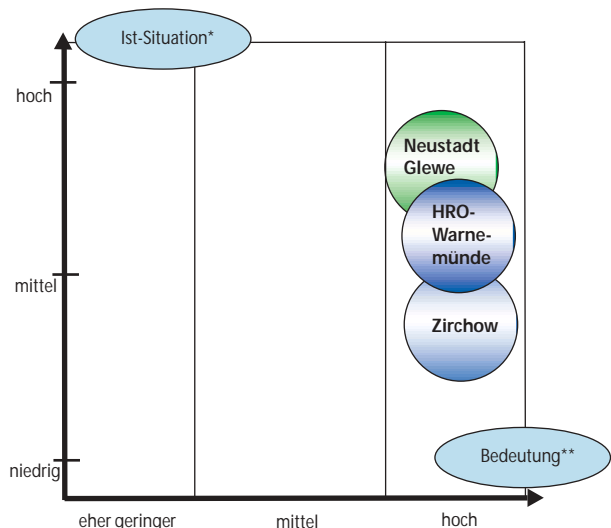 Ist-Situation*
hoch
Neustadt
Glewe
HRO-
Warne-
münde
mittel
Zirchow
Bedeutung**
niedrig
eher geringer
mittel
hoch